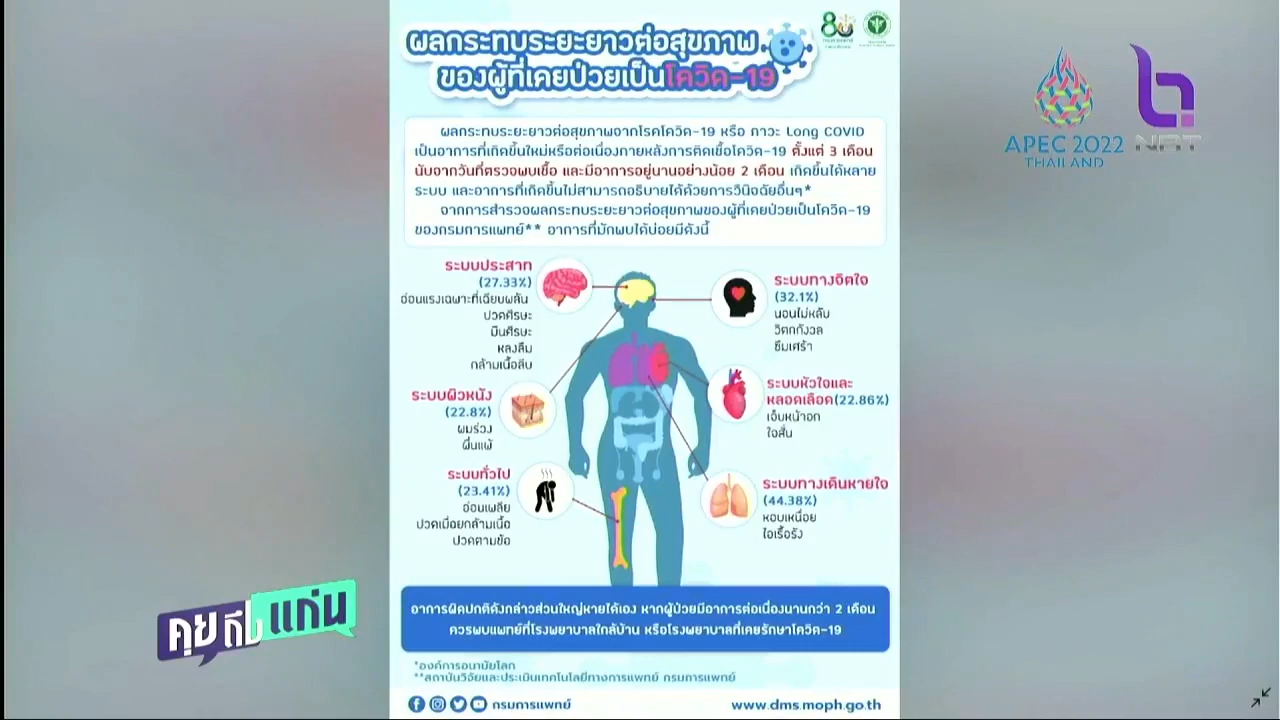 ผลกระทบระยะยาวต่อสุขภาพ
ของผู้ที่เคยป่วยเป็นโควิด-19
APEC 2022
THAILAND
NBT
ผลกระทบระยะยาวต่อสุขภาพจากโรคโควิด-19 หรือ ภาวะ Long COVID
เป็นอาการที่เกิดขึ้นใหม่หรือต่อเนื่องภายหลังการติดเชื้อโควิด-19 ตั้งแต่ 3 เดือน
นับจากวันที่ตรวจพบเชื้อ และมีอาการอยู่นานอย่างน้อย 2 เดือน เกิดขึ้นได้หลาย
ระบบ และอาการที่เกิดขึ้นไม่สามารถอธิบายได้ด้วยการวินิจฉัยอื่นๆ*
จากการสำรวจผลกระทบระยะยาวต่อสุขภาพของผู้ที่เคยป่วยเป็นโควิด-19
ของกรมการแพทย์** อาการที่มักพบได้บ่อยมีดังนี้
ระบบประสาท
(27.33%)
อ่อนแรงเฉพาะที่เฉียบพลัน
ปวดศีรษะ
มึนศีรษะ
หลงลืม
กล้ามเนื้อลีบ
ระบบทางจิตใจ
(32.1%)
นอนไม่หลับ
วิตกกังวล
ซึมเศร้า
ระบบผิวหนัง
(22.8%)
ผมร่วง
ผื่นแพ้
ระบบหัวใจและ
หลอดเลือด(22.86%)
เจ็บหน้าอก
ใจสั่น
ระบบทั่วไป
(23.41%)
อ่อนเพลีย
ปวดเมื่อยกล้ามเนื้อ
ปวดตามข้อ
ระบบทางเดินหายใจ
(44.38%)
หอบเหนื่อย
ไอเรื้อรัง
อาการผิดปกติดังกล่าวส่วนใหญ่หายได้เอง หากผู้ป่วยมีอาการต่อเนื่องนานกว่า 2 เดือน
ควรพบแพทย์ที่โรงพยาบาลใกล้บ้าน หรือโรงพยาบาลที่เคยรักษาโควิด-19
คุยถึงแก่น
*องค์การอนามัยโลก
**สถาบันวิจัยและประเมินเทคโนโลยีทางการแพทย์ กรมการแพทย์
กรมการแพทย์
www.dms.moph.go.th